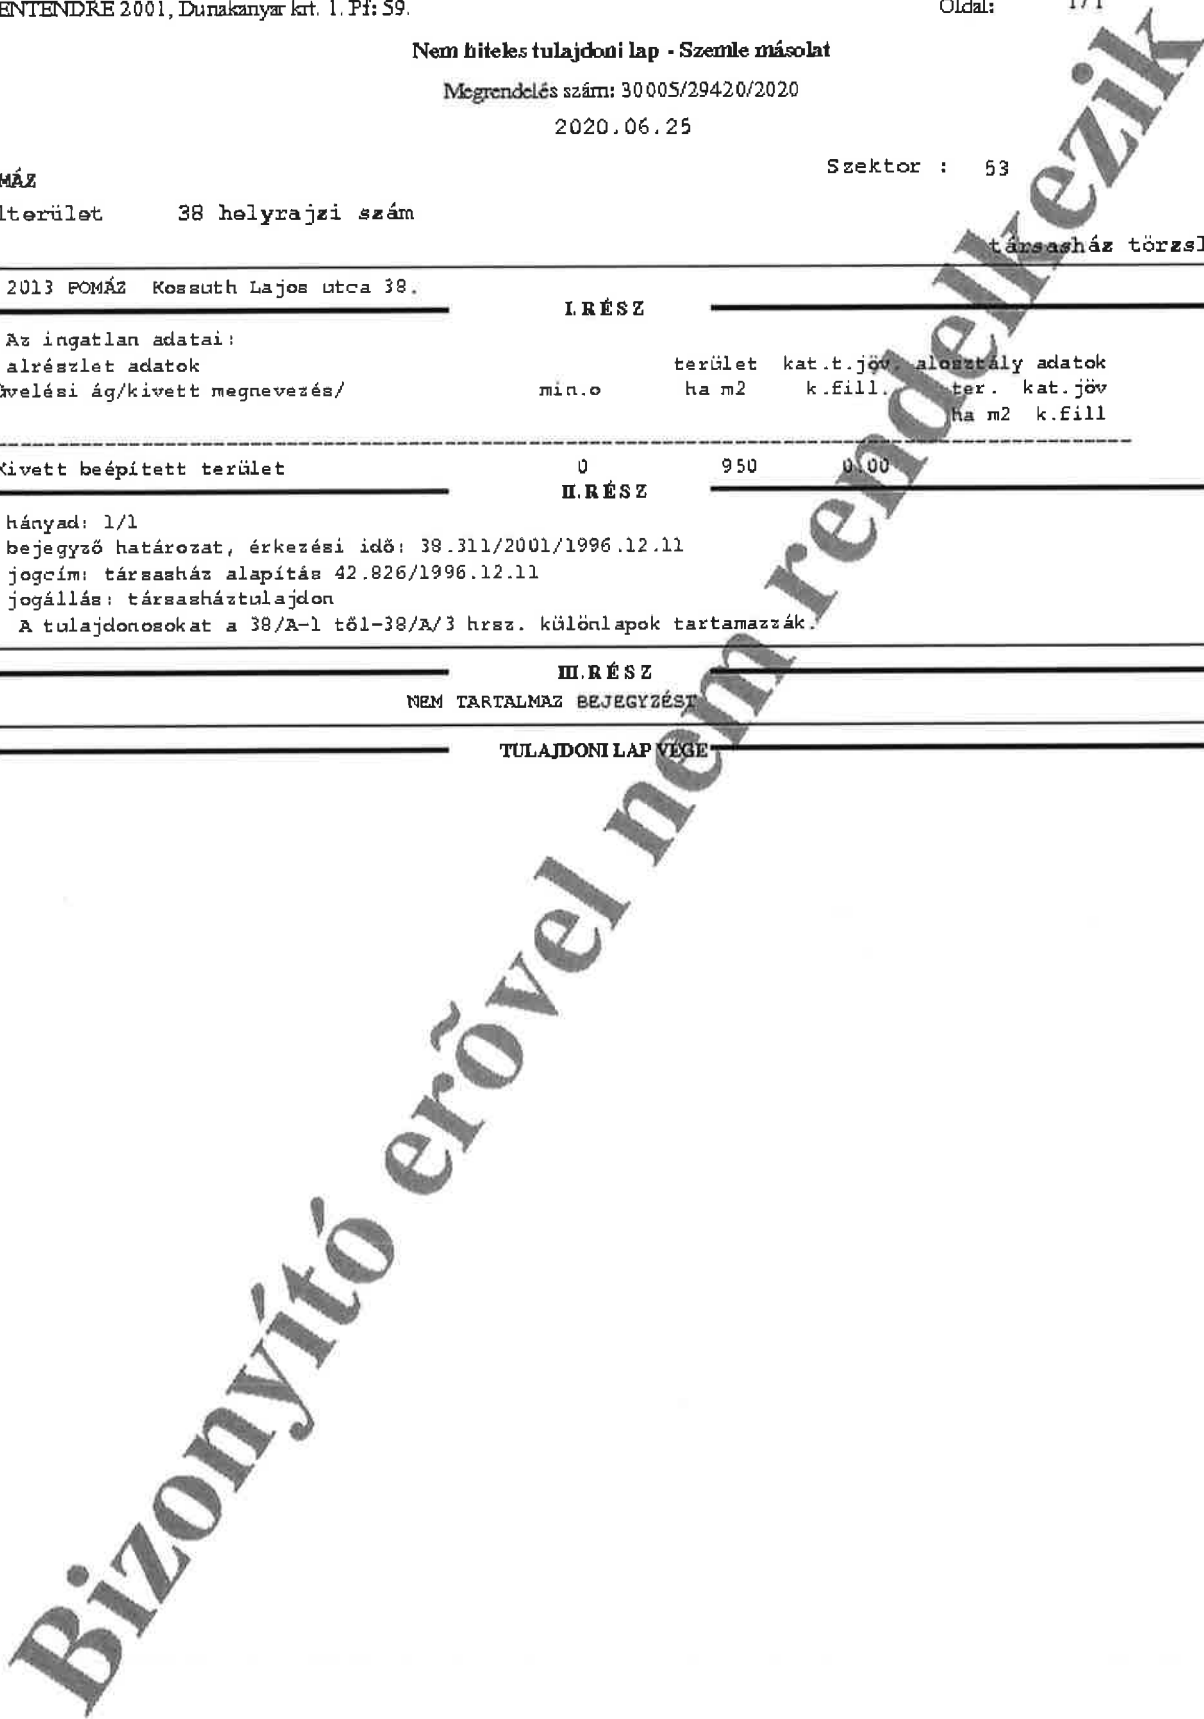 ENTENDRE 2001, Dunakanyar krt. 1. Pf: 59.
Oldal: 1/1
Nem hiteles tulajdoni lap - Szemle másolat
Megrendelés szám: 30005/29420/2020
2020.06.25
Szektor : 53
MÁZ
lterület 38 helyrajzi szám
társasház törzsl
2013 POMÁZ Kossuth Lajos utca 38.
I.RÉSZ
Az ingatlan adatai:
alrészlet adatok terület kat.t.jöv. alosztály adatok
űvelési ág/kivett megnevezés/ min.o ha m2 k.fill. ter. kat.jöv
ha m2 k.fill
Kivett beépített terület 0 950 0.00
II.RÉSZ
hányad: 1/1
bejegyző határozat, érkezési idő: 38.311/2001/1996.12.11
jogcím: társasház alapítás 42.826/1996.12.11
jogállás: társasháztulajdon
A tulajdonosokat a 38/A-1 től-38/A/3 hrsz. különlapok tartamazzák.
III.RÉSZ
NEM TARTALMAZ BEJEGYZÉST
TULAJDONI LAP VÉGE
Bizonyító erõvel nem rendelkezik